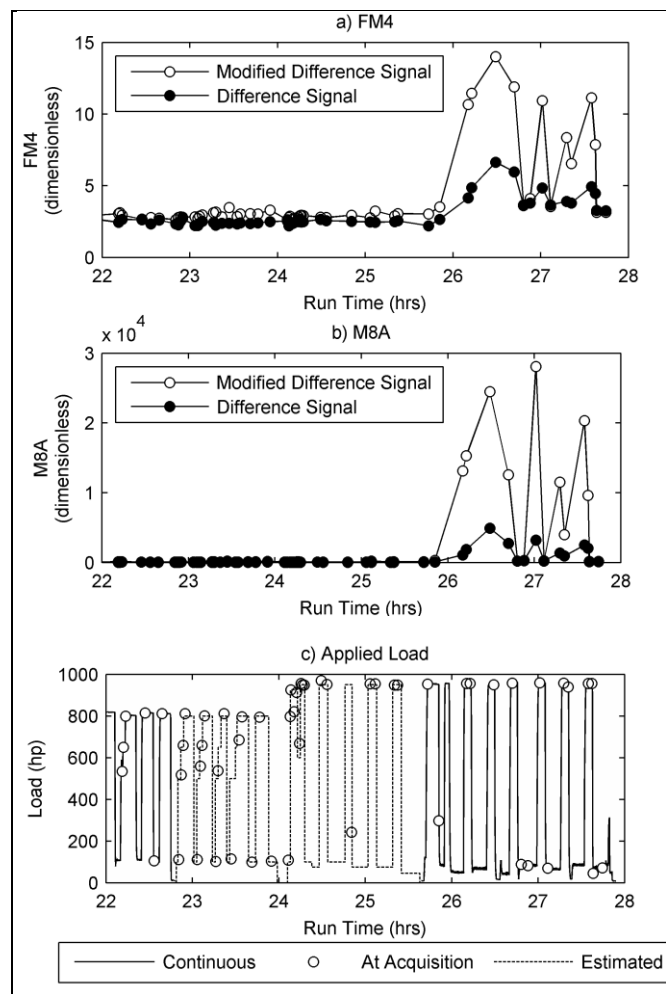 a) FM4
15
10
5
0
FM4
(dimensionless)
Modified Difference Signal
Difference Signal
22 23 24 25 26 27 28
Run Time (hrs)
b) M8A
x 10^4
3
2
1
0
M8A
(dimensionless)
Modified Difference Signal
Difference Signal
22 23 24 25 26 27 28
Run Time (hrs)
c) Applied Load
1000
800
600
400
200
0
Load (hp)
22 23 24 25 26 27 28
Run Time (hrs)
Continuous At Acquisition Estimated